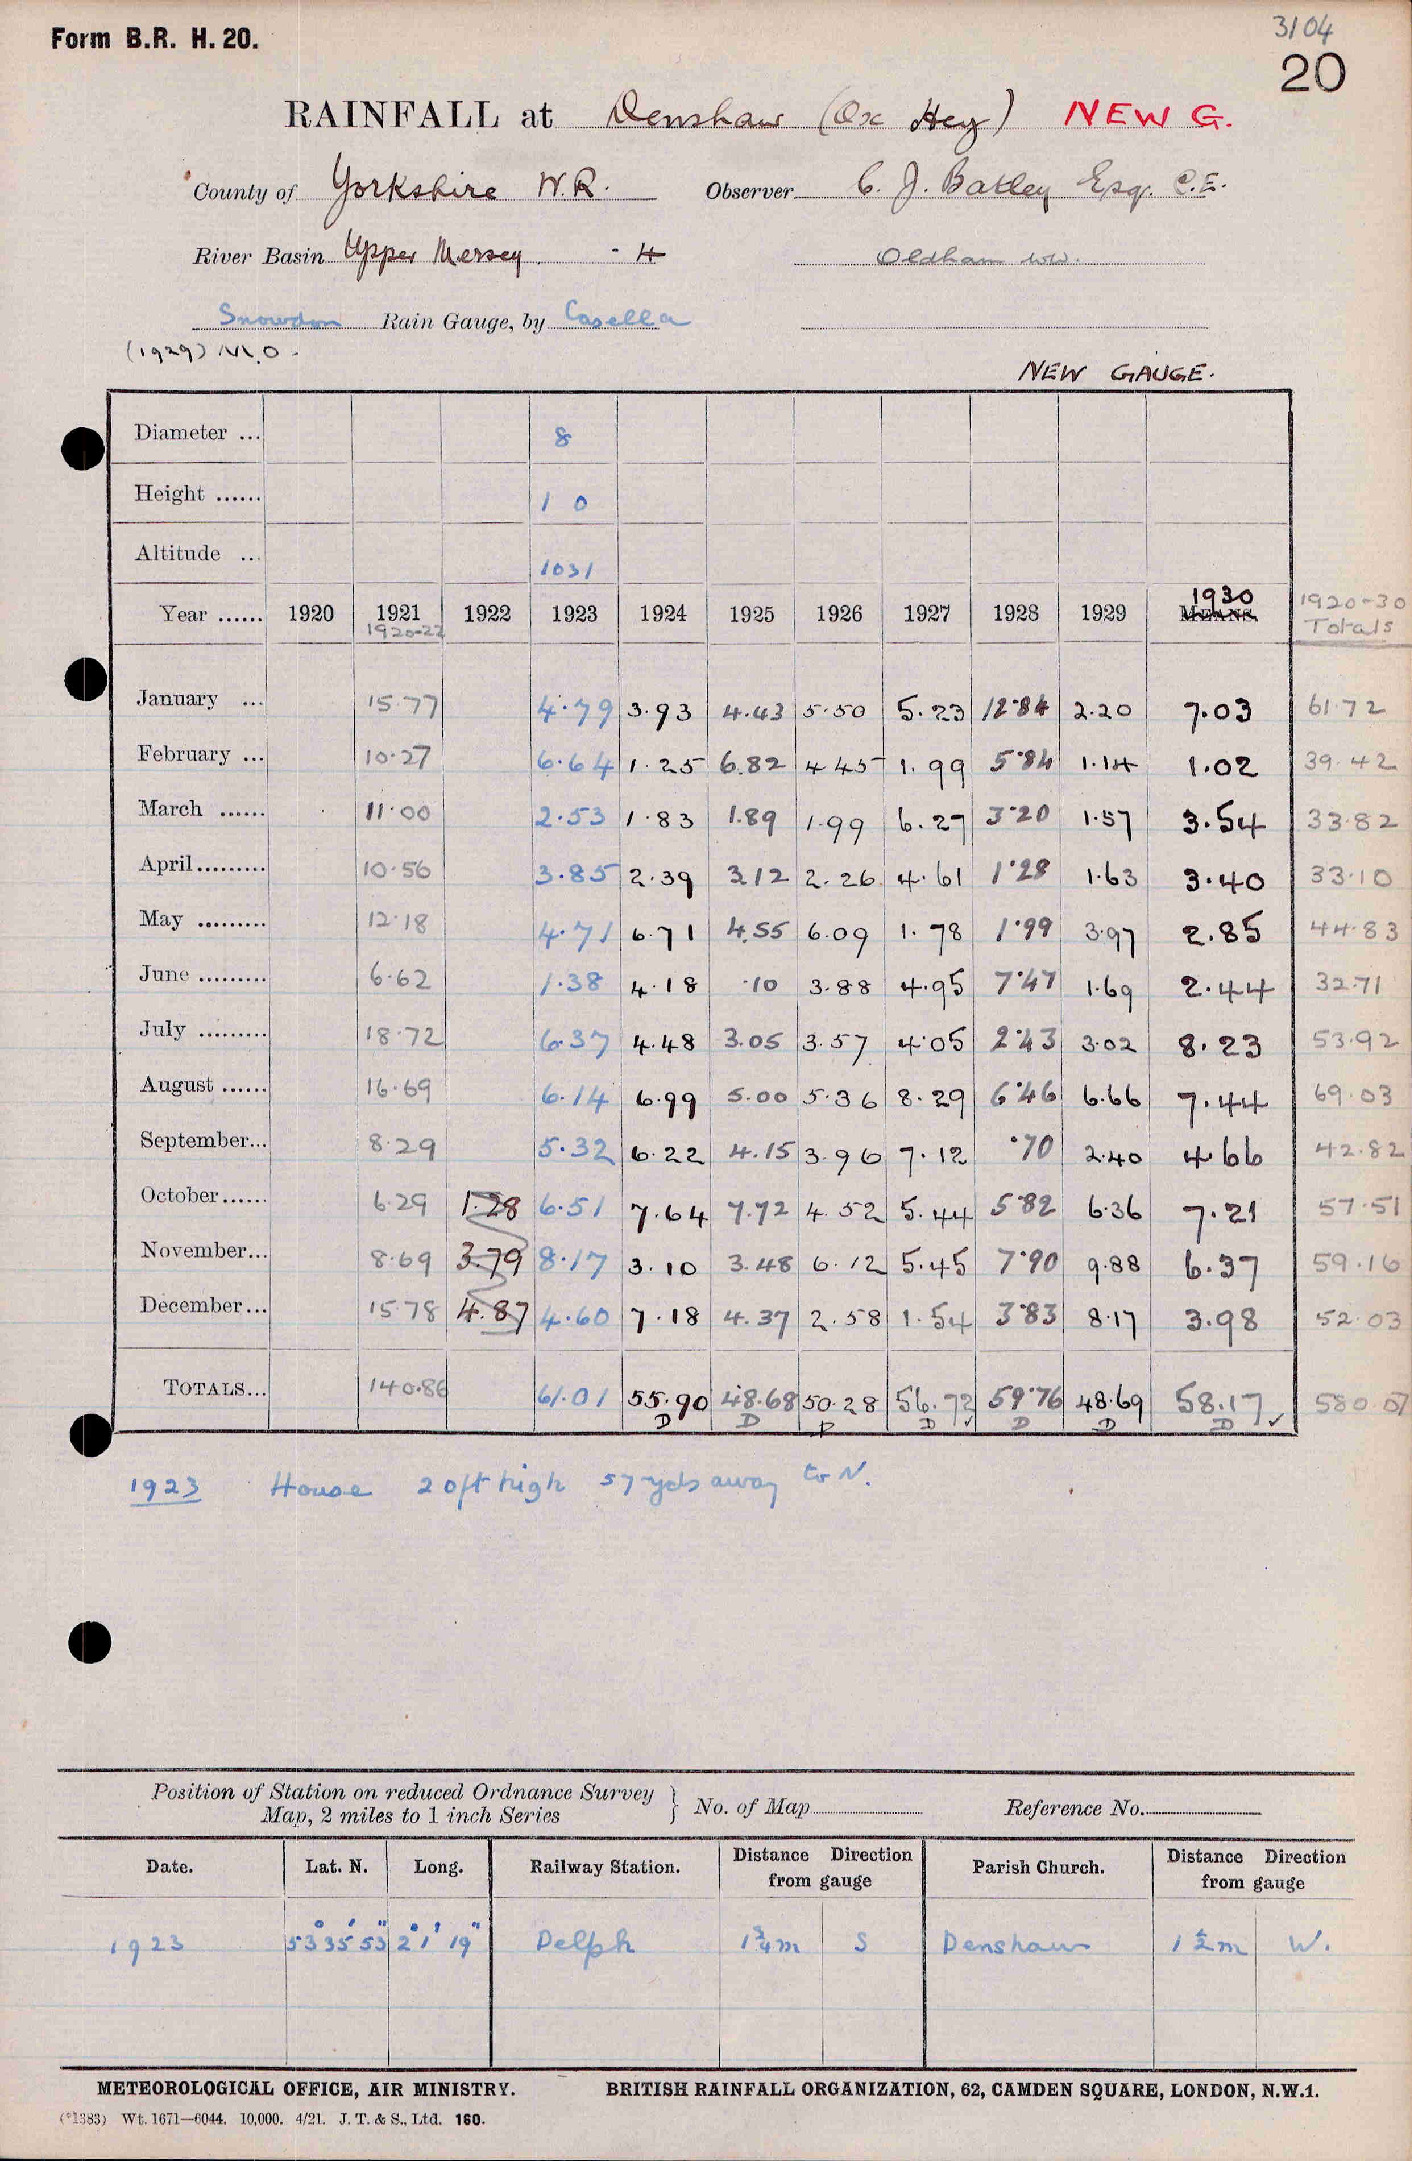 Form B.R. H. 20.
3104
20
RAINFALL at Denshaw (Ox Hey) NEW G.
County of Yorkshire W.R. Observer C. J. Batley Esq. C.E.
River Basin Upper Mersey - 4 Oldham WW.
Snowdon Rain Gauge, by Casella
(1929) M.O.
NEW GAUGE.
Diameter ... 8
Height ...... 1 0
Altitude ... 1031
Year ...... 1920 1921 1922 1923 1924 1925 1926 1927 1928 1929 1930 MEANS. 1920-30 Totals
1920-22
January ... 15.77 4.79 3.93 4.43 5.50 5.23 12.84 2.20 7.03 61.72
February ... 10.27 6.64 1.25 6.82 4.45 1.99 5.84 1.14 1.02 39.42
March ...... 11.00 2.53 1.83 1.89 1.99 6.27 3.20 1.57 3.54 33.82
April......... 10.56 3.85 2.39 3.12 2.26 4.61 1.28 1.63 3.40 33.10
May ......... 12.18 4.71 6.71 4.55 6.09 1.78 1.99 3.97 2.85 44.83
June ......... 6.62 1.38 4.18 .10 3.88 4.95 7.47 1.69 2.44 32.71
July ......... 18.72 6.37 4.48 3.05 3.57 4.05 2.43 3.02 8.23 53.92
August ...... 16.69 6.14 6.99 5.00 5.36 8.29 6.46 6.66 7.44 69.03
September... 8.29 5.32 6.22 4.15 3.96 7.12 .70 2.40 4.66 42.82
October...... 6.29 1.28 6.51 7.64 7.72 4.52 5.44 5.82 6.36 7.21 57.51
November... 8.69 3.79 8.17 3.10 3.48 6.12 5.45 7.90 9.88 6.37 59.16
December... 15.78 4.87 4.60 7.18 4.37 2.58 1.54 3.83 8.17 3.98 52.03
TOTALS... 140.86 61.01 55.90 48.68 50.28 56.72 59.76 48.69 58.17 580.07
D D D D D D D
1923 House 20ft high 57 yds away to N.
Position of Station on reduced Ordnance Survey Map, 2 miles to 1 inch Series } No. of Map Reference No.
Date. Lat. N. Long. Railway Station. Distance Direction from gauge Parish Church. Distance Direction from gauge
1923 53° 35' 53" 2° 1' 19" Delph 1¾m S Denshaw 1½m W.
METEOROLOGICAL OFFICE, AIR MINISTRY. BRITISH RAINFALL ORGANIZATION, 62, CAMDEN SQUARE, LONDON, N.W.1.
(*1383) Wt. 1671—6044. 10,000. 4/21. J. T. & S., Ltd. 160.